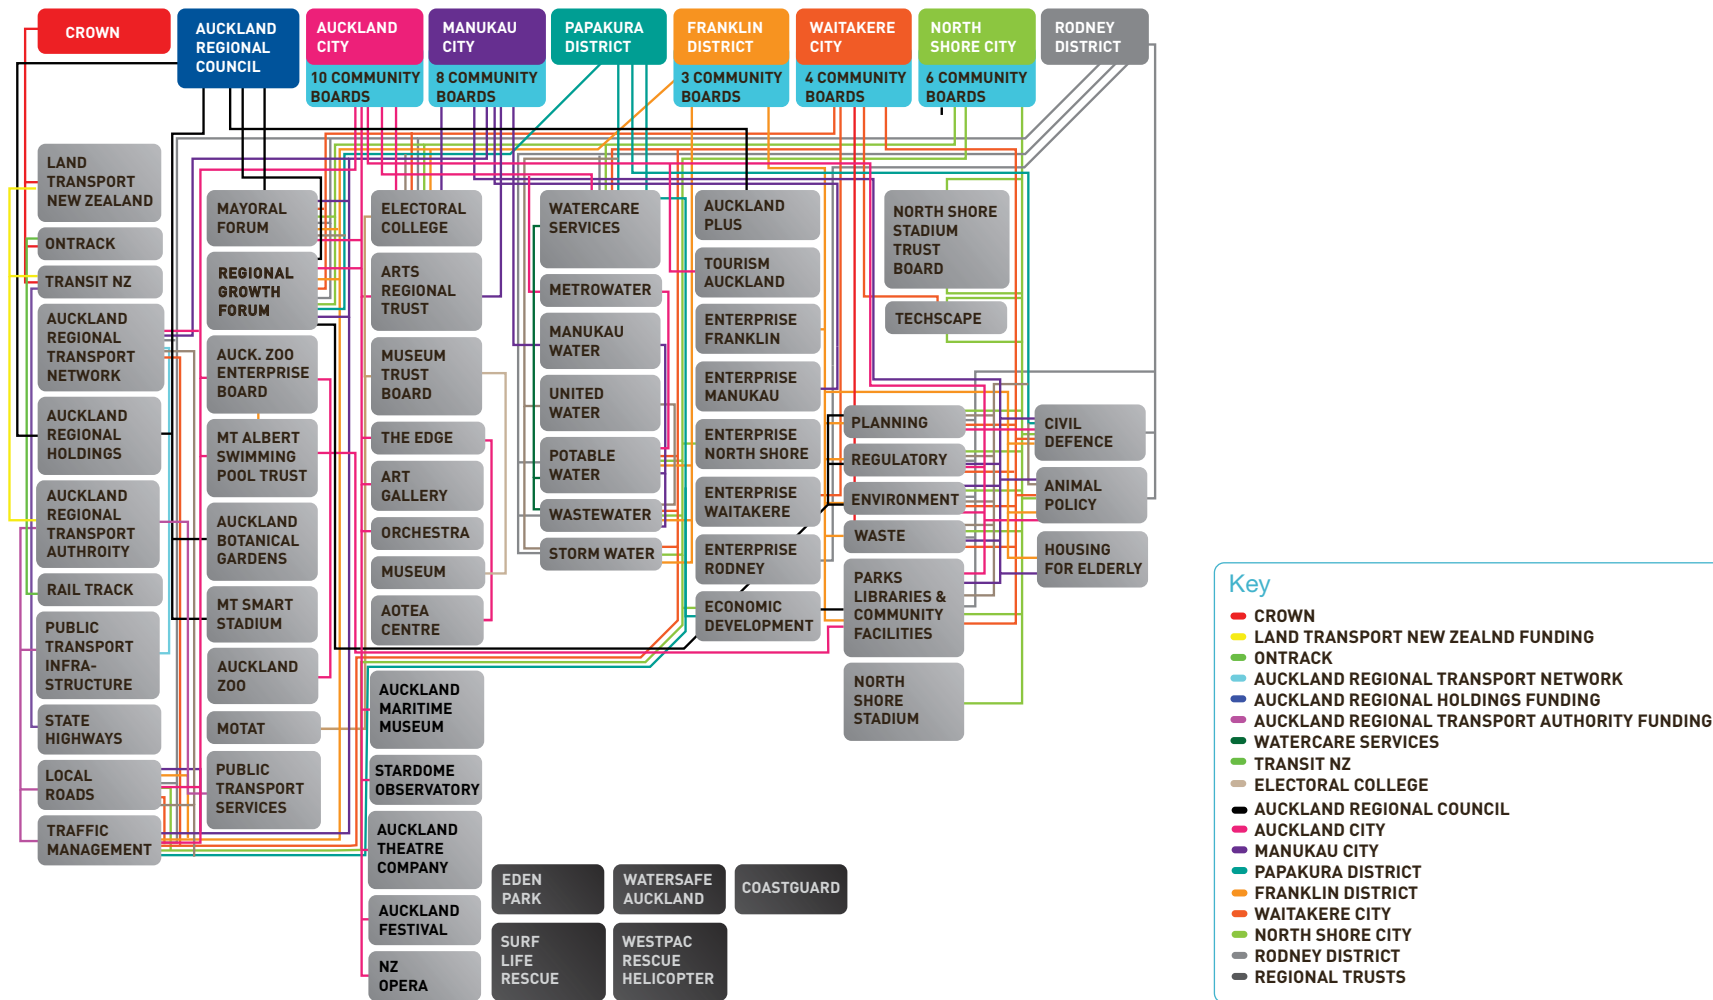 CROWN
AUCKLAND
REGIONAL
COUNCIL
AUCKLAND
CITY
10 COMMUNITY
BOARDS
MANUKAU
CITY
8 COMMUNITY
BOARDS
PAPAKURA
DISTRICT
FRANKLIN
DISTRICT
3 COMMUNITY
BOARDS
WAITAKERE
CITY
4 COMMUNITY
BOARDS
NORTH
SHORE CITY
6 COMMUNITY
BOARDS
RODNEY
DISTRICT
LAND
TRANSPORT
NEW ZEALAND
ONTRACK
TRANSIT NZ
AUCKLAND
REGIONAL
TRANSPORT
NETWORK
AUCKLAND
REGIONAL
HOLDINGS
AUCKLAND
REGIONAL
TRANSPORT
AUTHROITY
RAIL TRACK
PUBLIC
TRANSPORT
INFRA-
STRUCTURE
STATE
HIGHWAYS
LOCAL
ROADS
TRAFFIC
MANAGEMENT
MAYORAL
FORUM
REGIONAL
GROWTH
FORUM
AUCK. ZOO
ENTERPRISE
BOARD
MT ALBERT
SWIMMING
POOL TRUST
AUCKLAND
BOTANICAL
GARDENS
MT SMART
STADIUM
AUCKLAND
ZOO
MOTAT
PUBLIC
TRANSPORT
SERVICES
ELECTORAL
COLLEGE
ARTS
REGIONAL
TRUST
MUSEUM
TRUST
BOARD
THE EDGE
ART
GALLERY
ORCHESTRA
MUSEUM
AOTEA
CENTRE
AUCKLAND
MARITIME
MUSEUM
STARDOME
OBSERVATORY
AUCKLAND
THEATRE
COMPANY
AUCKLAND
FESTIVAL
NZ
OPERA
WATERCARE
SERVICES
METROWATER
MANUKAU
WATER
UNITED
WATER
POTABLE
WATER
WASTEWATER
STORM WATER
AUCKLAND
PLUS
TOURISM
AUCKLAND
ENTERPRISE
FRANKLIN
ENTERPRISE
MANUKAU
ENTERPRISE
NORTH SHORE
ENTERPRISE
WAITAKERE
ENTERPRISE
RODNEY
ECONOMIC
DEVELOPMENT
NORTH SHORE
STADIUM
TRUST
BOARD
TECHSCAPE
PLANNING
REGULATORY
ENVIRONMENT
WASTE
PARKS
LIBRARIES &
COMMUNITY
FACILITIES
NORTH
SHORE
STADIUM
CIVIL
DEFENCE
ANIMAL
POLICY
HOUSING
FOR ELDERLY
EDEN
PARK
WATERSAFE
AUCKLAND
COASTGUARD
SURF
LIFE
RESCUE
WESTPAC
RESCUE
HELICOPTER
Key
CROWN
LAND TRANSPORT NEW ZEALND FUNDING
ONTRACK
AUCKLAND REGIONAL TRANSPORT NETWORK
AUCKLAND REGIONAL HOLDINGS FUNDING
AUCKLAND REGIONAL TRANSPORT AUTHORITY FUNDING
WATERCARE SERVICES
TRANSIT NZ
ELECTORAL COLLEGE
AUCKLAND REGIONAL COUNCIL
AUCKLAND CITY
MANUKAU CITY
PAPAKURA DISTRICT
FRANKLIN DISTRICT
WAITAKERE CITY
NORTH SHORE CITY
RODNEY DISTRICT
REGIONAL TRUSTS